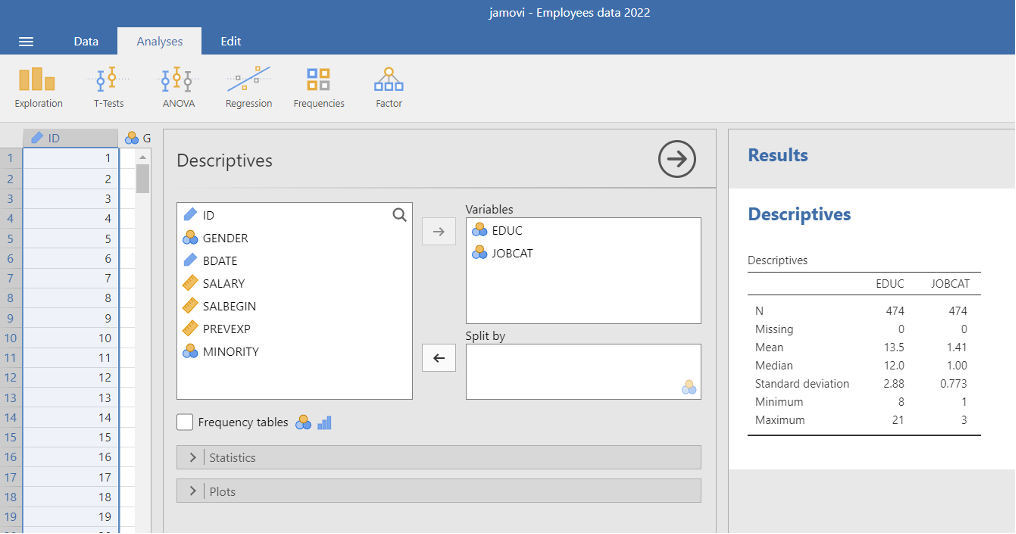 jamovi - Employees data 2022
Data Analyses Edit
Exploration T-Tests ANOVA Regression Frequencies Factor
ID G
Descriptives
Results
1 1
2 2
3 3
4 4
5 5
6 6
7 7
8 8
9 9
10 10
11 11
12 12
13 13
14 14
15 15
16 16
17 17
18 18
19 19
ID
GENDER
BDATE
SALARY
SALBEGIN
PREVEXP
MINORITY
Variables
EDUC
JOBCAT
Split by
Frequency tables
Statistics
Plots
Descriptives
Descriptives
EDUC JOBCAT
N 474 474
Missing 0 0
Mean 13.5 1.41
Median 12.0 1.00
Standard deviation 2.88 0.773
Minimum 8 1
Maximum 21 3